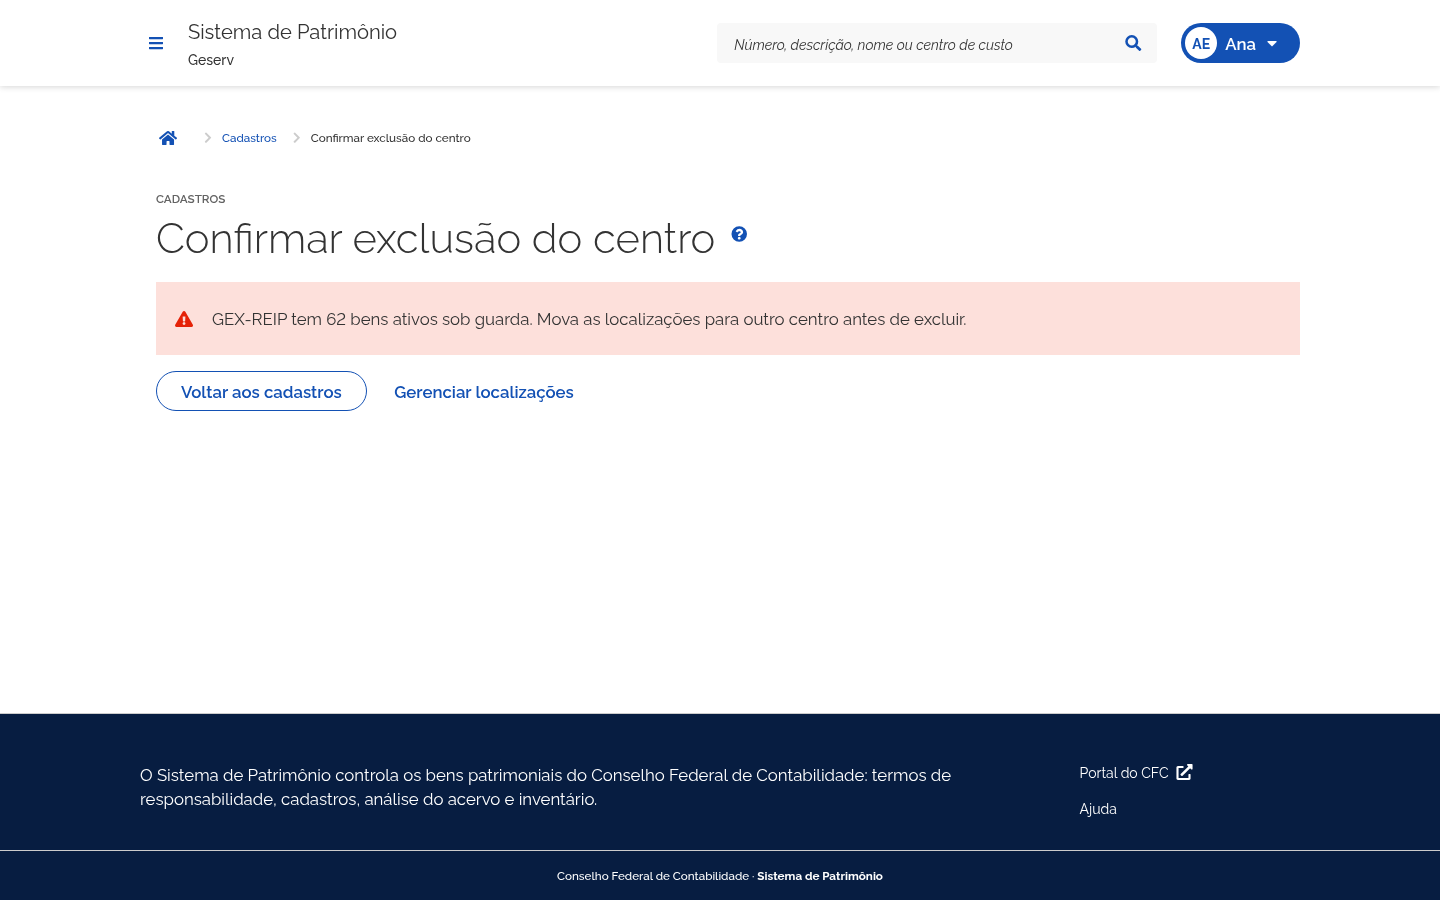 Sistema de Patrimônio
Geserv
Número, descrição, nome ou centro de custo
AE Ana
Cadastros
Confirmar exclusão do centro
CADASTROS
Confirmar exclusão do centro
GEX-REIP tem 62 bens ativos sob guarda. Mova as localizações para outro centro antes de excluir.
Voltar aos cadastros
Gerenciar localizações
O Sistema de Patrimônio controla os bens patrimoniais do Conselho Federal de Contabilidade: termos de
responsabilidade, cadastros, análise do acervo e inventário.
Portal do CFC
Ajuda
Conselho Federal de Contabilidade · Sistema de Patrimônio